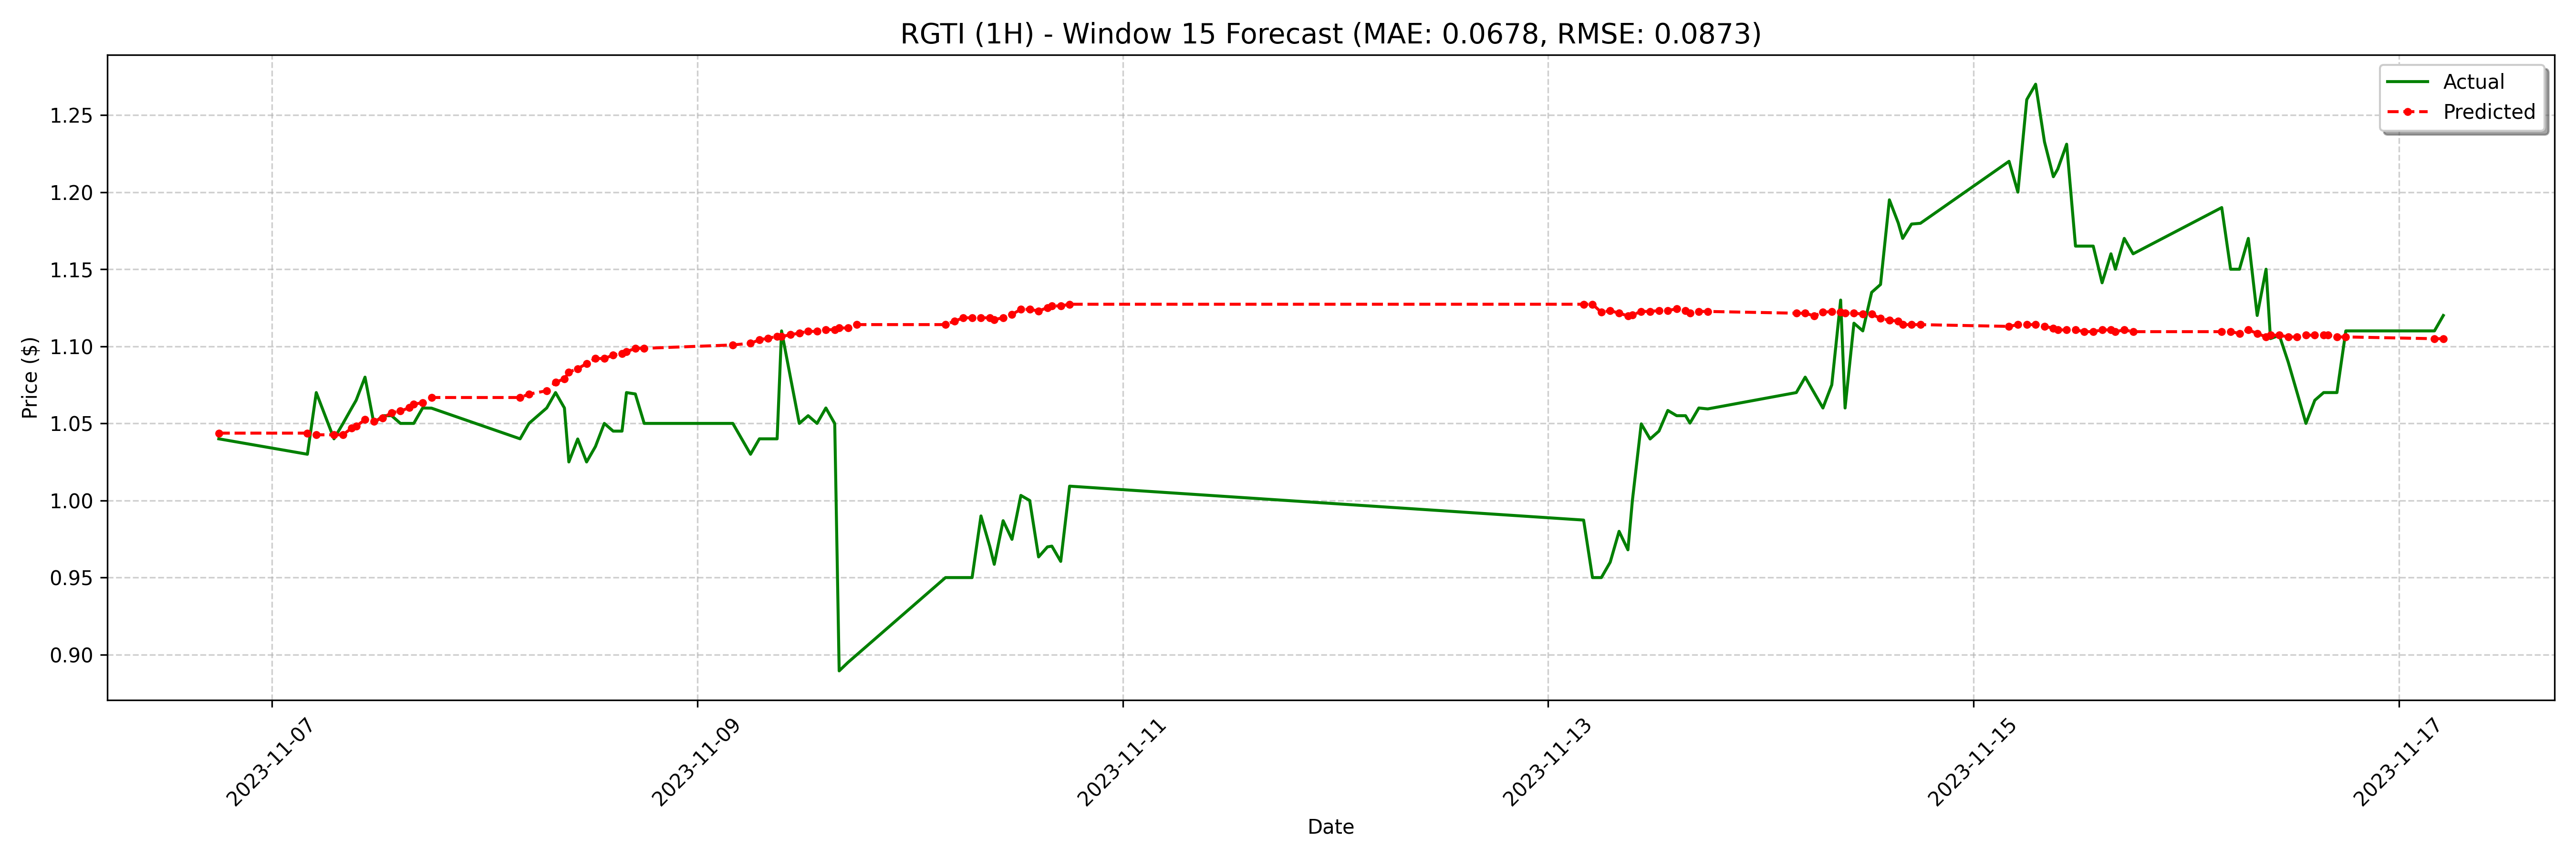 RGTI (1H) - Window 15 Forecast (MAE: 0.0678, RMSE: 0.0873)
Actual
Predicted
Price ($)
1.25
1.20
1.15
1.10
1.05
1.00
0.95
0.90
2023-11-07
2023-11-09
2023-11-11
2023-11-13
2023-11-15
2023-11-17
Date